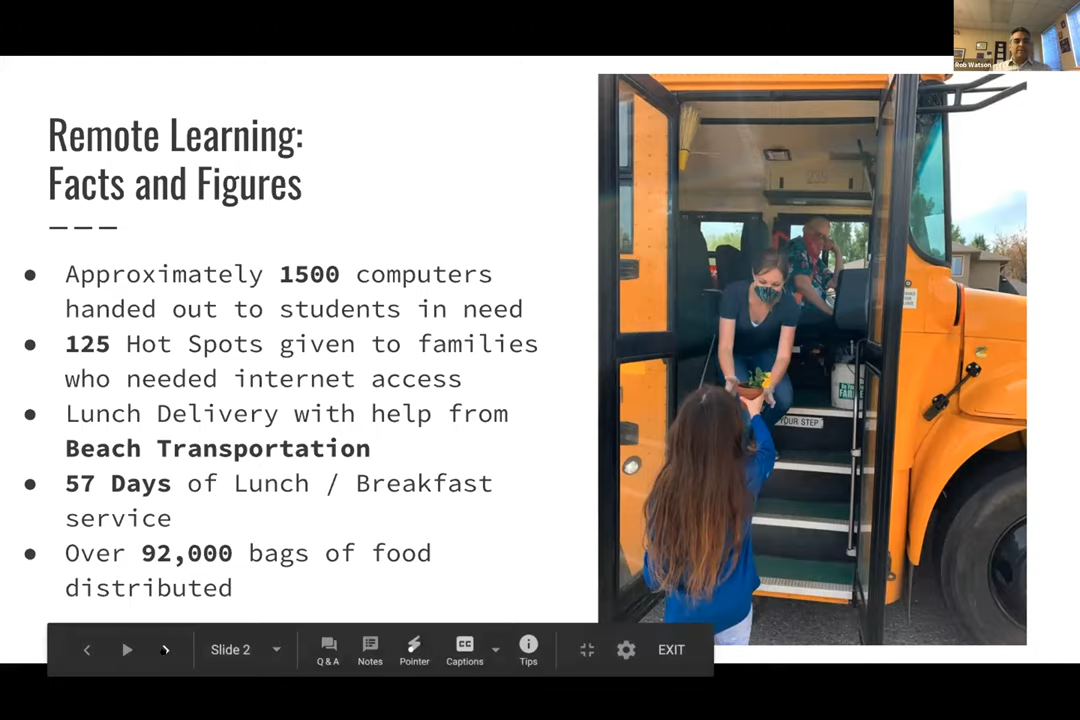 Rob Watson
Remote Learning:
Facts and Figures
Approximately 1500 computers
handed out to students in need
125 Hot Spots given to families
who needed internet access
Lunch Delivery with help from
Beach Transportation
57 Days of Lunch / Breakfast
service
Over 92,000 bags of food
distributed
235
YOUR STEP
Slide 2
Q & A
Notes
Pointer
CC
Captions
Tips
EXIT